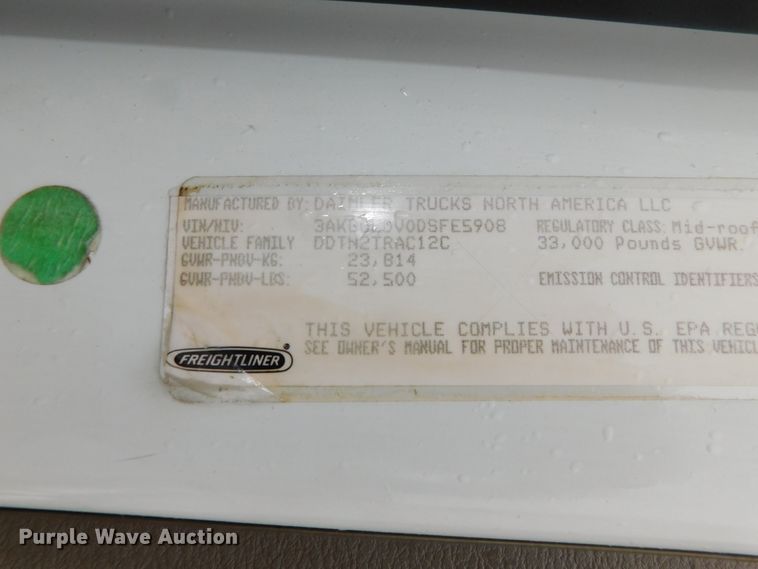 MANUFACTURED BY: DAIMLER TRUCKS NORTH AMERICA LLC
VIN/NIV:
VEHICLE FAMILY DDTN2TRAC12C
GVWR-PNBV-KG: 23,814
GVWR-PNBV-LBS: 52,500
REGULATORY CLASS: Mid-roof
33,000 Pounds GVWR.
EMISSION CONTROL IDENTIFIERS
THIS VEHICLE COMPLIES WITH U.S. EPA REG
SEE OWNER'S MANUAL FOR PROPER MAINTENANCE OF THIS VEHICL
FREIGHTLINER
Purple Wave Auction